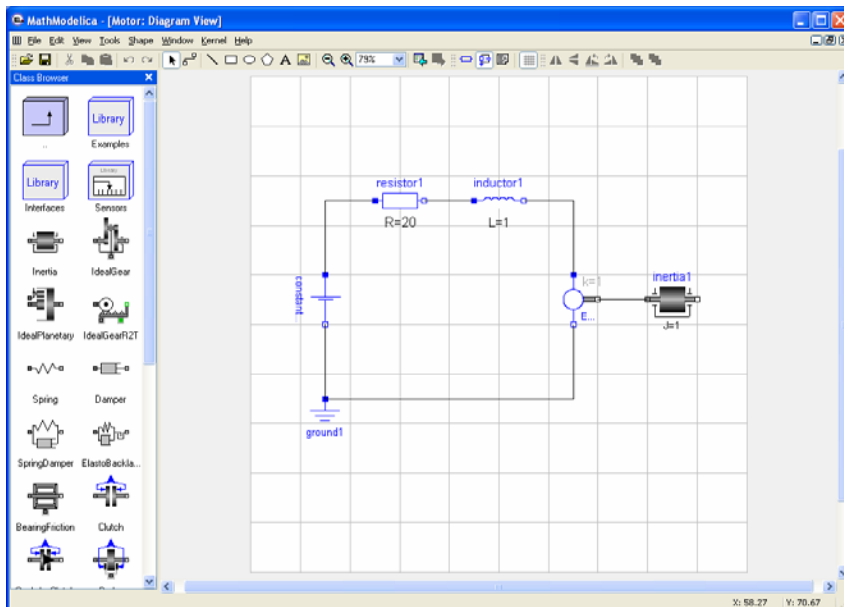 MathModelica - [Motor: Diagram View]
File Edit View Tools Shape Window Kernel Help
79%
Class Browser
..
Library
Examples
Library
Interfaces
Library
Sensors
Inertia
IdealGear
IdealPlanetary
IdealGearR2T
Spring
Damper
SpringDamper
ElastoBackla...
BearingFriction
Clutch
resistor1
R=20
inductor1
L=1
constant
k=1
E...
inertia1
J=1
ground1
X: 58.27 Y: 70.67